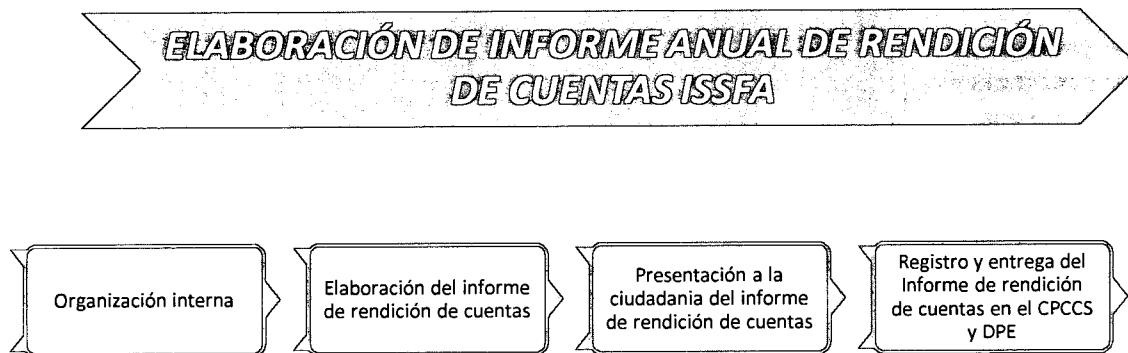 ELABORACIÓN DE INFORME ANUAL DE RENDICIÓN
DE CUENTAS ISSFA
Organización interna
Elaboración del informe
de rendición de cuentas
Presentación a la
ciudadania del informe
de rendición de cuentas
Registro y entrega del
Informe de rendición
de cuentas en el CPCCS
y DPE